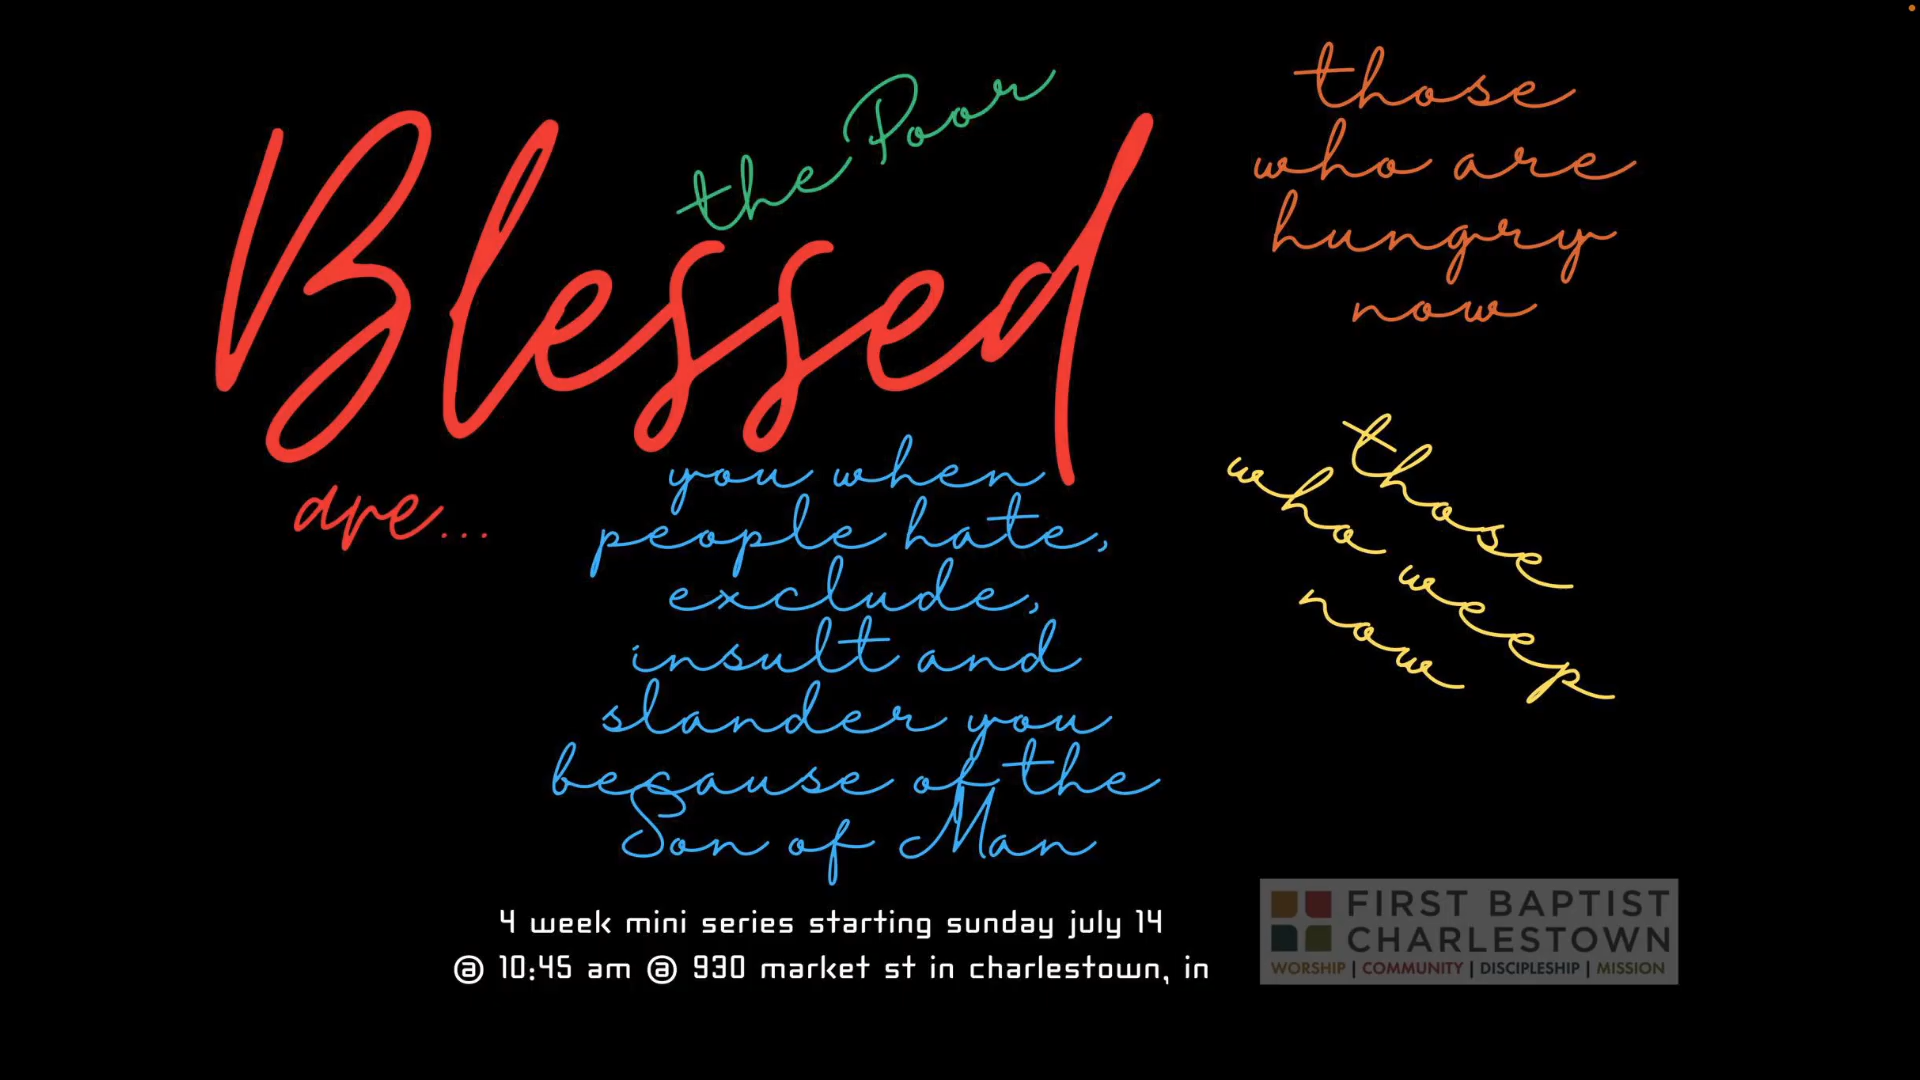 Blessed
are...
the Poor
you when
people hate,
exclude,
insult and
slander you
because of the
Son of Man
those
who are
hungry
now
those
who weep
now
4 week mini series starting sunday july 14
@ 10:45 am @ 930 market st in charlestown, in
FIRST BAPTIST
CHARLESTOWN
WORSHIP | COMMUNITY | DISCIPLESHIP | MISSION